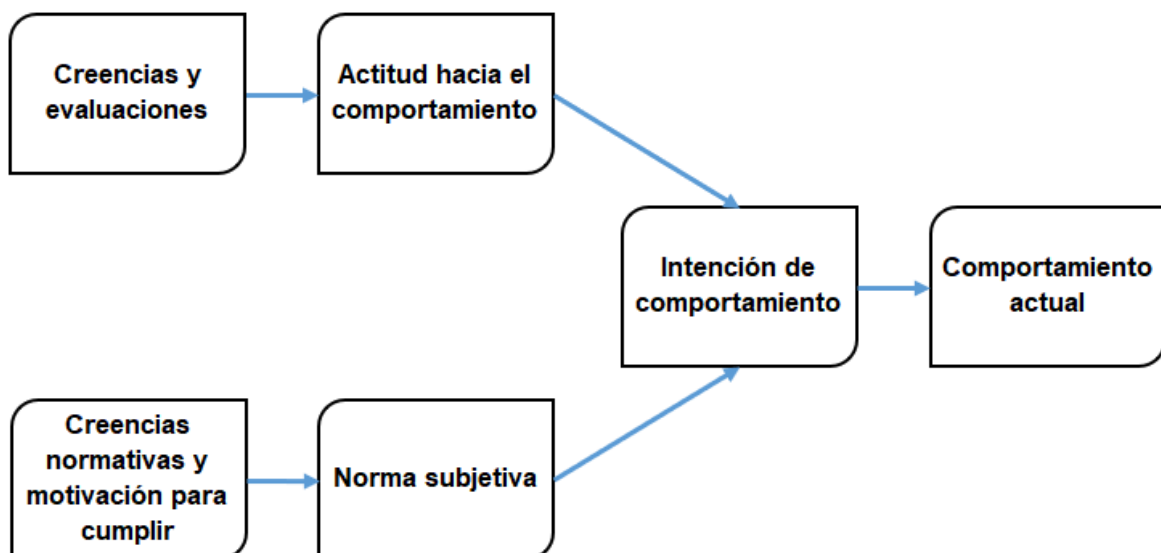 Creencias y
evaluaciones
Actitud hacia el
comportamiento
Intención de
comportamiento
Comportamiento
actual
Creencias
normativas y
motivación para
cumplir
Norma subjetiva